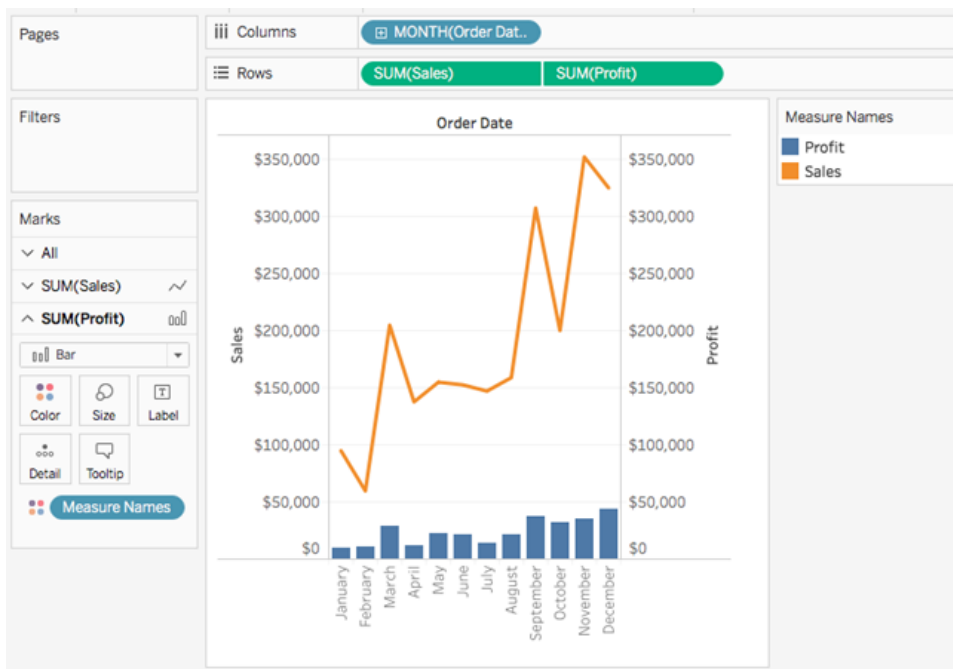 Pages
Columns
MONTH(Order Dat..
Rows
SUM(Sales)
SUM(Profit)
Filters
Marks
All
SUM(Sales)
SUM(Profit)
Bar
Color
Size
Label
Detail
Tooltip
Measure Names
Order Date
Sales
$350,000
$300,000
$250,000
$200,000
$150,000
$100,000
$50,000
$0
$350,000
$300,000
$250,000
$200,000
$150,000
$100,000
$50,000
$0
Profit
January
February
March
April
May
June
July
August
September
October
November
December
Measure Names
Profit
Sales